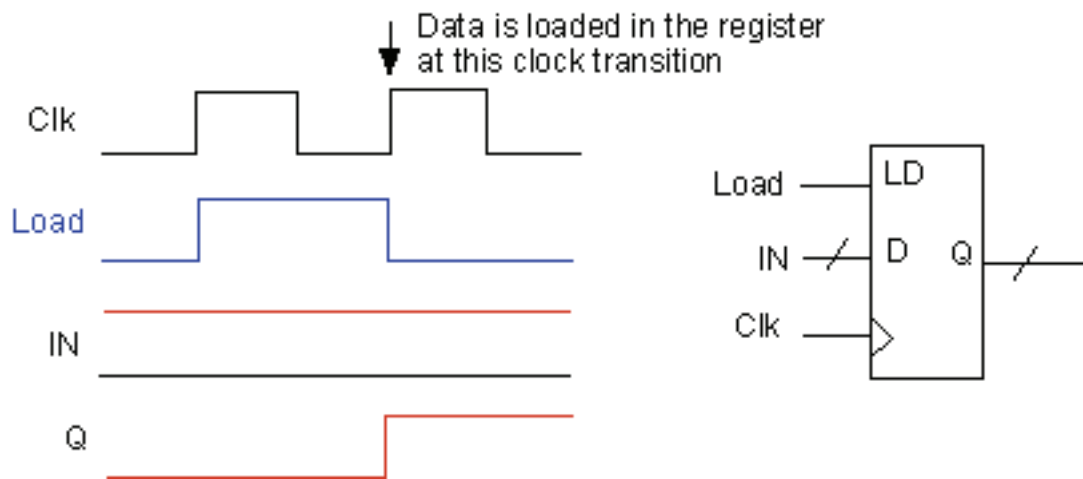 Data is loaded in the register
at this clock transition
Clk
Load
IN
Q
Load
LD
IN
D
Q
Clk